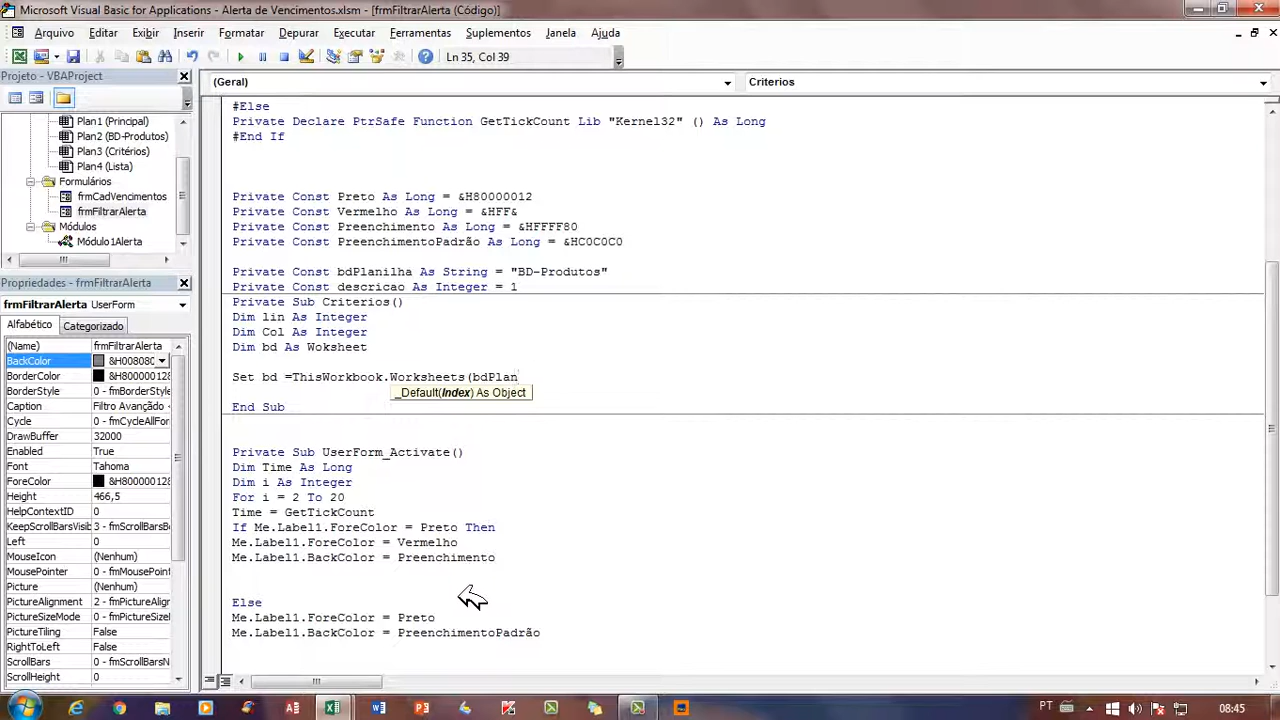 Microsoft Visual Basic for Applications - Alerta de Vencimentos.xlsm - [frmFiltrarAlerta (Código)]
Arquivo Editar Exibir Inserir Formatar Depurar Executar Ferramentas Suplementos Janela Ajuda
Ln 35, Col 39
Projeto - VBAProject
Plan1 (Principal)
Plan2 (BD-Produtos)
Plan3 (Critérios)
Plan4 (Lista)
Formulários
frmCadVencimentos
frmFiltrarAlerta
Módulos
Módulo1Alerta
Propriedades - frmFiltrarAlerta
frmFiltrarAlerta UserForm
Alfabético Categorizado
(Name) frmFiltrarAlerta
BackColor &H008080
BorderColor &H80000012&
BorderStyle 0 - fmBorderStyle
Caption Filtro Avançado -
Cycle 0 - fmCycleAllFor
DrawBuffer 32000
Enabled True
Font Tahoma
ForeColor &H80000012&
Height 466,5
HelpContextID 0
KeepScrollBarsVisib 3 - fmScrollBarsB
Left 0
MouseIcon (Nenhum)
MousePointer 0 - fmMousePoint
Picture (Nenhum)
PictureAlignment 2 - fmPictureAlign
PictureSizeMode 0 - fmPictureSize
PictureTiling False
RightToLeft False
ScrollBars 0 - fmScrollBarsN
ScrollHeight 0
(Geral) Criterios
#Else
Private Declare PtrSafe Function GetTickCount Lib "Kernel32" () As Long
#End If
Private Const Preto As Long = &H80000012
Private Const Vermelho As Long = &HFF&
Private Const Preenchimento As Long = &HFFFF80
Private Const PreenchimentoPadrão As Long = &HC0C0C0
Private Const bdPlanilha As String = "BD-Produtos"
Private Const descricao As Integer = 1
Private Sub Criterios()
Dim lin As Integer
Dim Col As Integer
Dim bd As Woksheet
Set bd =ThisWorkbook.Worksheets(bdPlan
_Default(Index) As Object
End Sub
Private Sub UserForm_Activate()
Dim Time As Long
Dim i As Integer
For i = 2 To 20
Time = GetTickCount
If Me.Label1.ForeColor = Preto Then
Me.Label1.ForeColor = Vermelho
Me.Label1.BackColor = Preenchimento
Else
Me.Label1.ForeColor = Preto
Me.Label1.BackColor = PreenchimentoPadrão
PT 08:45